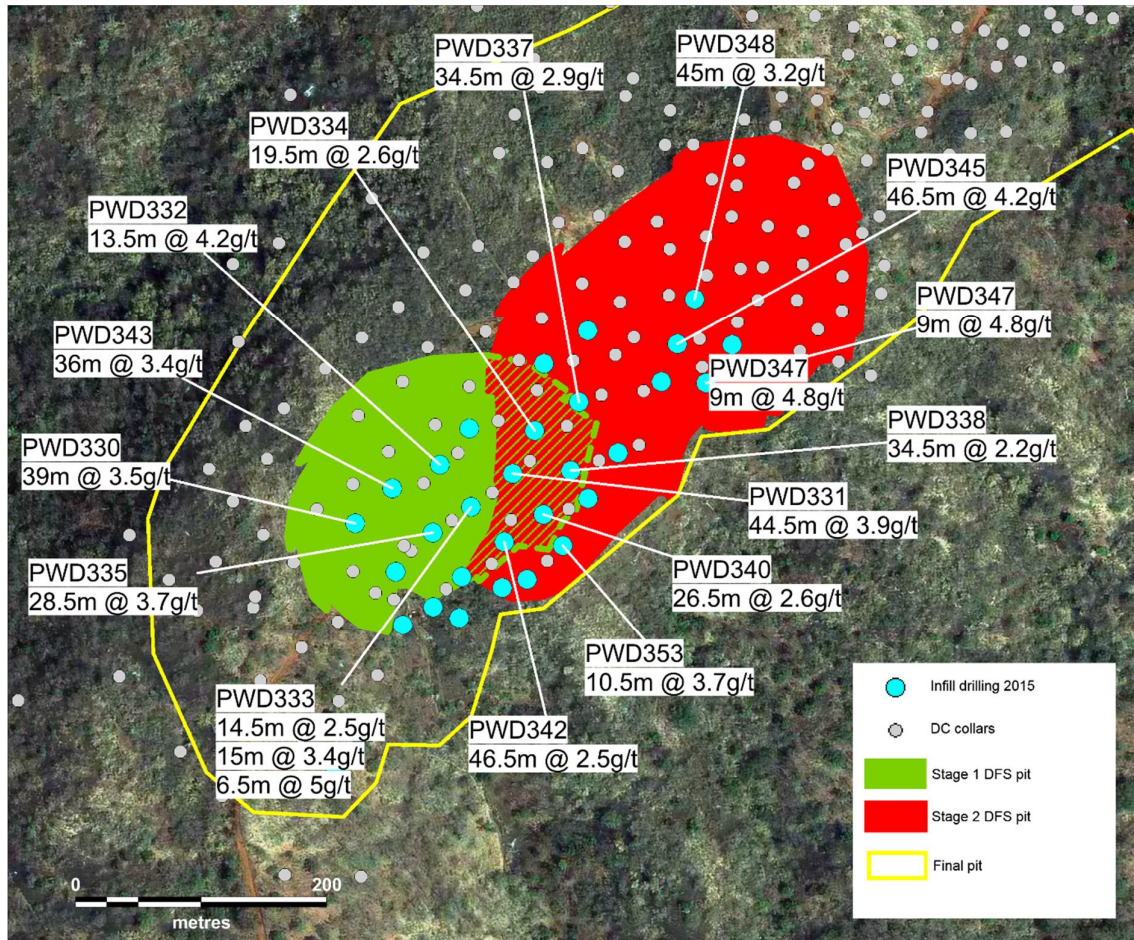 PWD337
34.5m @ 2.9g/t
PWD348
45m @ 3.2g/t
PWD334
19.5m @ 2.6g/t
PWD345
46.5m @ 4.2g/t
PWD332
13.5m @ 4.2g/t
PWD347
9m @ 4.8g/t
PWD343
36m @ 3.4g/t
PWD347
9m @ 4.8g/t
PWD338
34.5m @ 2.2g/t
PWD330
39m @ 3.5g/t
PWD331
44.5m @ 3.9g/t
PWD335
28.5m @ 3.7g/t
PWD340
26.5m @ 2.6g/t
PWD353
10.5m @ 3.7g/t
PWD333
14.5m @ 2.5g/t
15m @ 3.4g/t
6.5m @ 5g/t
PWD342
46.5m @ 2.5g/t
Infill drilling 2015
DC collars
Stage 1 DFS pit
Stage 2 DFS pit
Final pit
0 200
metres